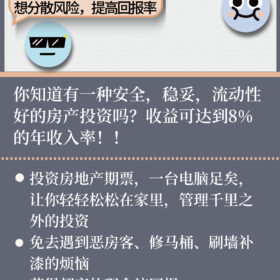 想分散风险，提高回报率
你知道有一种安全，稳妥，流动性
好的房产投资吗？收益可达到8%
的年收入率！！
投资房地产期票，一台电脑足矣，
让你轻轻松松在家里，管理千里之
外的投资
免去遇到恶房客、修马桶、刷墙补
漆的烦恼